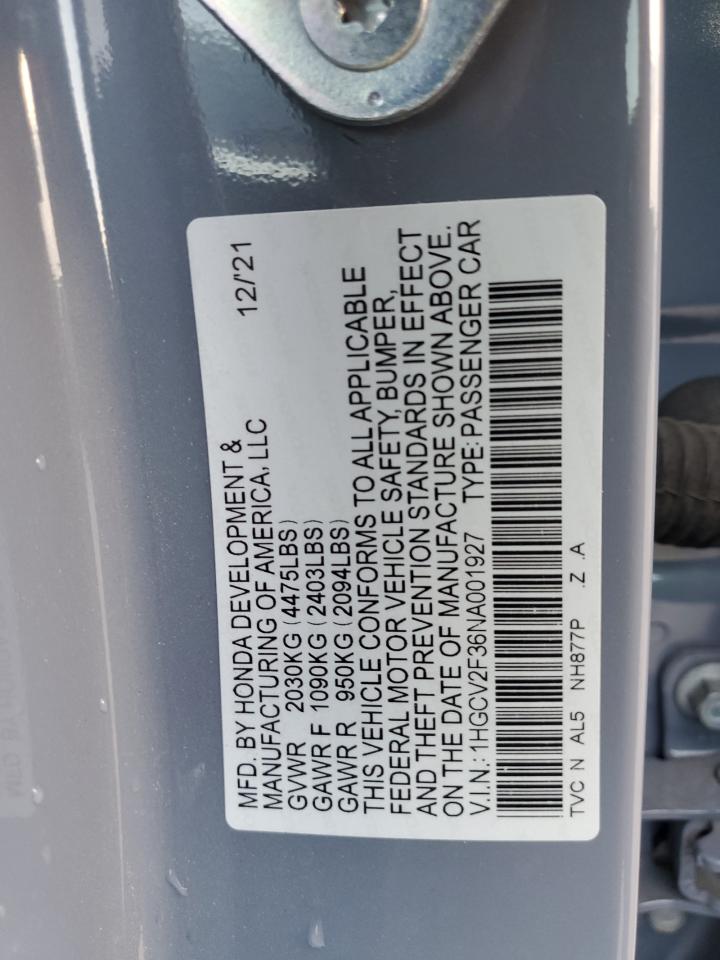 MFD. BY HONDA DEVELOPMENT &
MANUFACTURING OF AMERICA, LLC 12/'21
GVWR 2030KG (4475LBS)
GAWR F 1090KG (2403LBS)
GAWR R 950KG (2094LBS)
THIS VEHICLE CONFORMS TO ALL APPLICABLE
FEDERAL MOTOR VEHICLE SAFETY, BUMPER,
AND THEFT PREVENTION STANDARDS IN EFFECT
ON THE DATE OF MANUFACTURE SHOWN ABOVE.
V.I.N.: 1HGCV2F36NA001927 TYPE: PASSENGER CAR
TVC N AL5 NH877P .Z .A